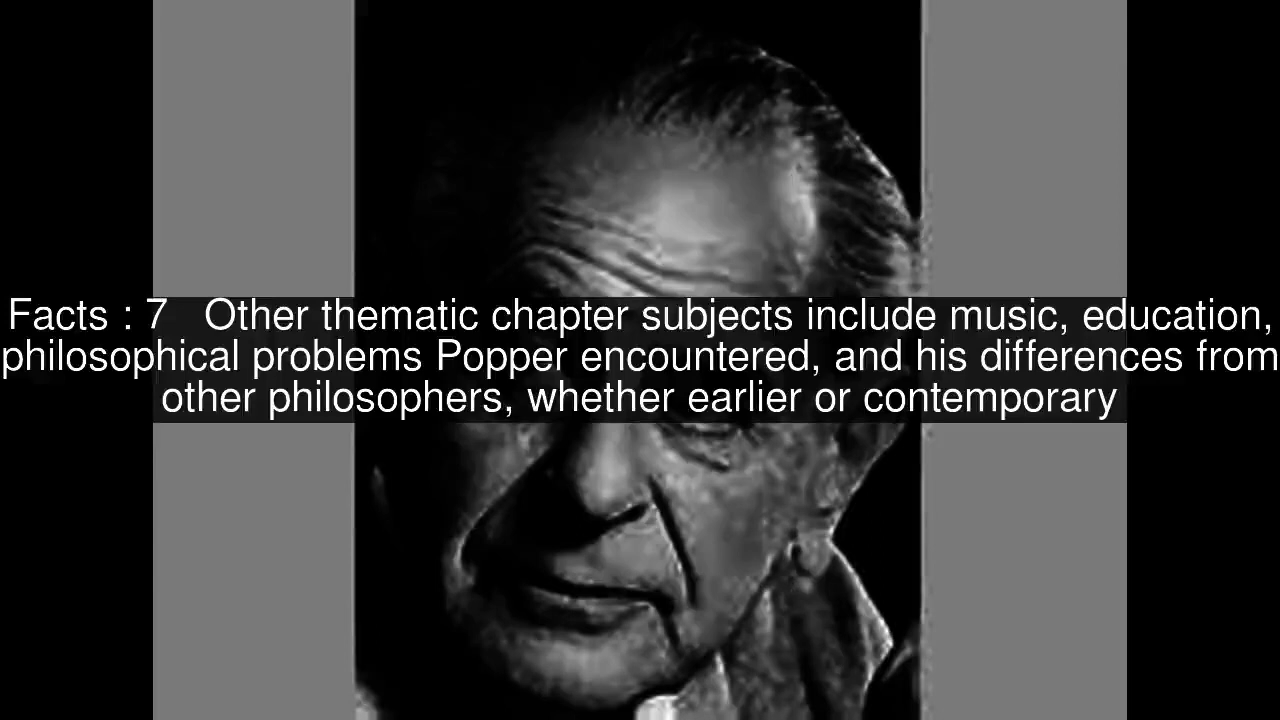 Facts : 7   Other thematic chapter subjects include music, education,
philosophical problems Popper encountered, and his differences from
other philosophers, whether earlier or contemporary